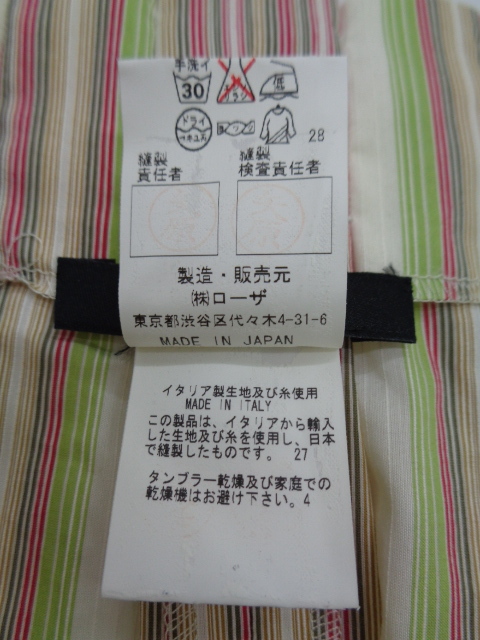 手洗イ
30
低
ドライ
28
縫製
責任者
縫製
検査責任者
製造・販売元
㈱ローザ
東京都渋谷区代々木4-31-6
MADE IN JAPAN
イタリア製生地及び糸使用
MADE IN ITALY
この製品は、イタリアから輸入
した生地及び糸を使用し、日本
で縫製したものです。 27
タンブラー乾燥及び家庭での
乾燥機はお避け下さい。4